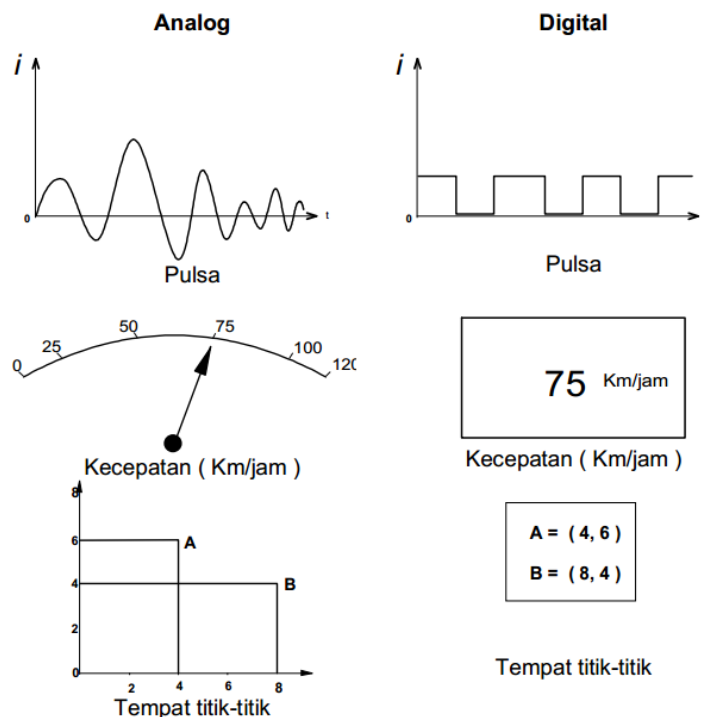 Analog
Digital
i
0
t
Pulsa
i
0
Pulsa
0
25
50
75
100
120
Kecepatan ( Km/jam )
75 Km/jam
Kecepatan ( Km/jam )
8
6
4
2
0
A
B
2 4 6 8
Tempat titik-titik
A = ( 4, 6 )
B = ( 8, 4 )
Tempat titik-titik